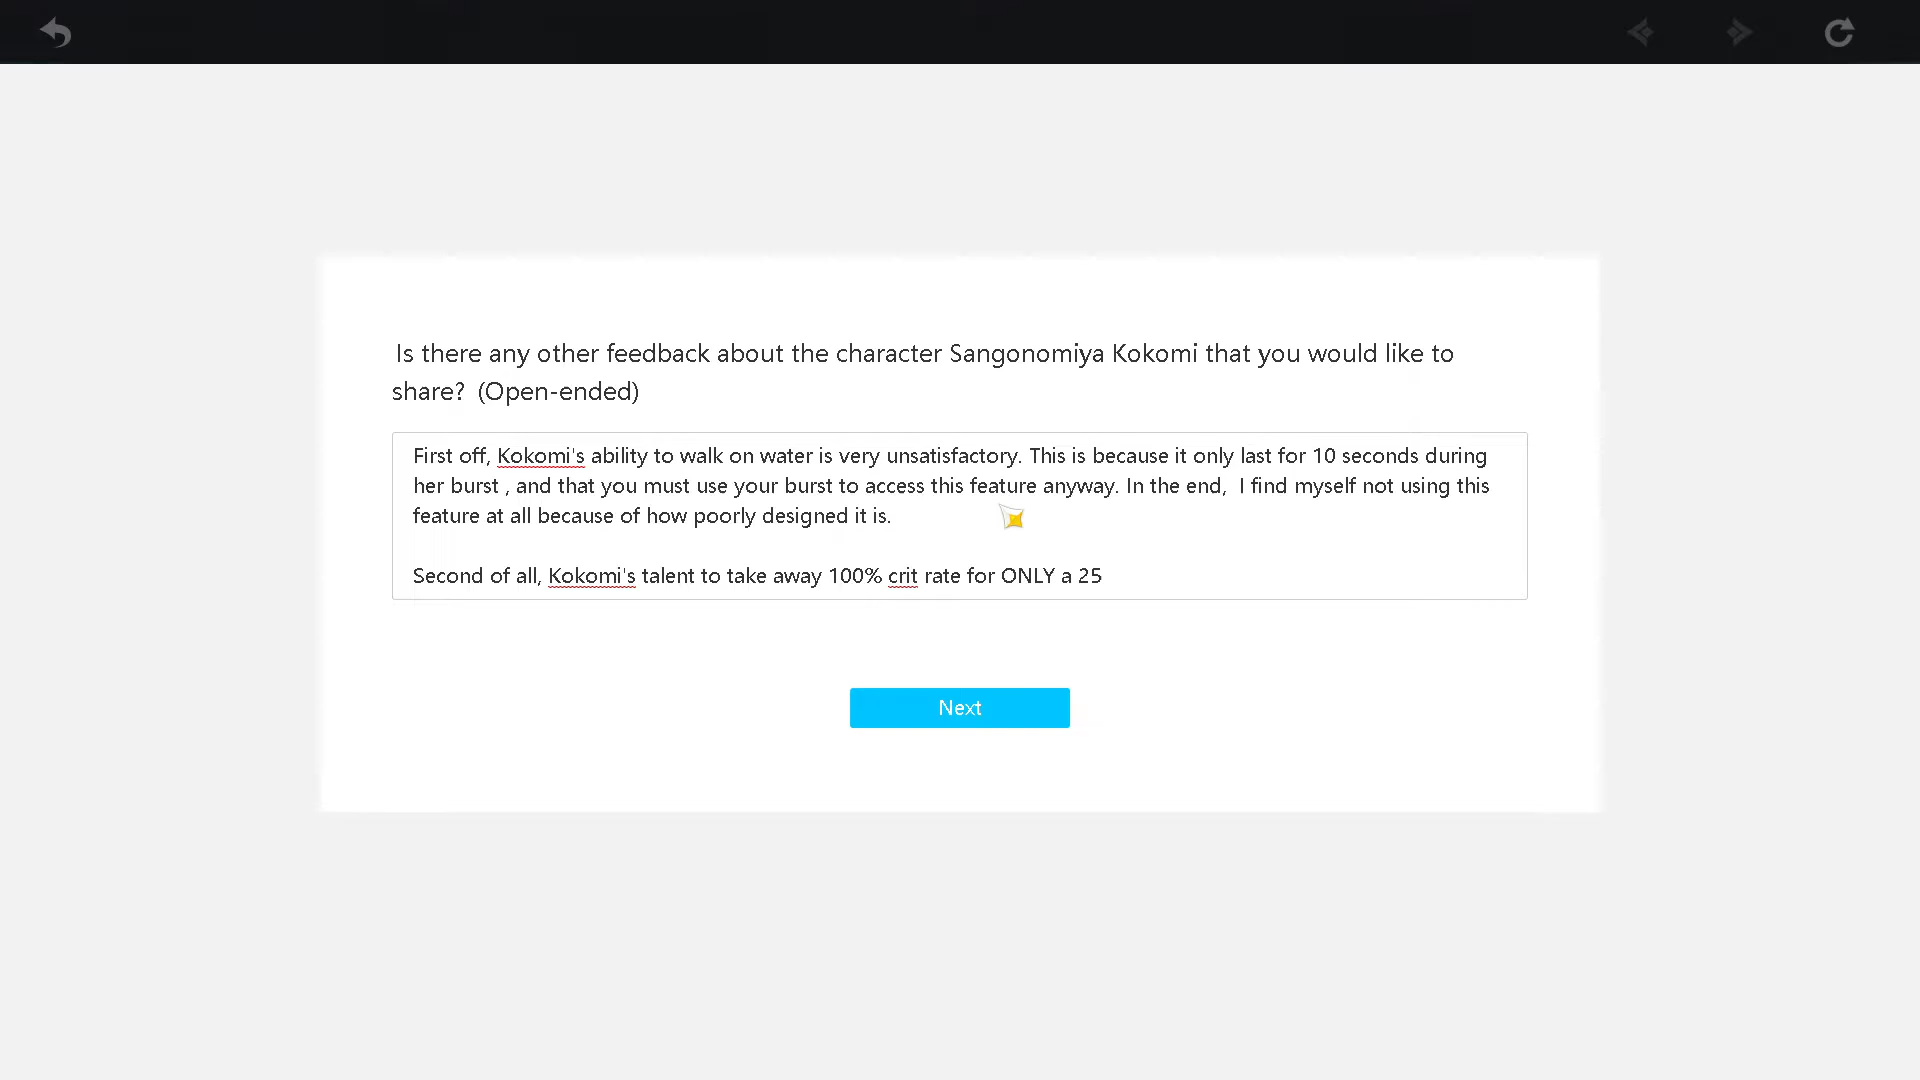 Is there any other feedback about the character Sangonomiya Kokomi that you would like to
share?  (Open-ended)
First off, Kokomi's ability to walk on water is very unsatisfactory. This is because it only last for 10 seconds during
her burst , and that you must use your burst to access this feature anyway. In the end,  I find myself not using this
feature at all because of how poorly designed it is.
Second of all, Kokomi's talent to take away 100% crit rate for ONLY a 25
Next